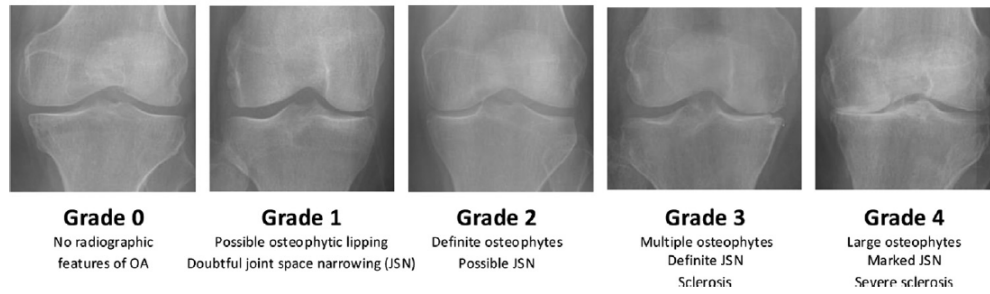 Grade 0
No radiographic
features of OA
Grade 1
Possible osteophytic lipping
Doubtful joint space narrowing (JSN)
Grade 2
Definite osteophytes
Possible JSN
Grade 3
Multiple osteophytes
Definite JSN
Sclerosis
Grade 4
Large osteophytes
Marked JSN
Severe sclerosis